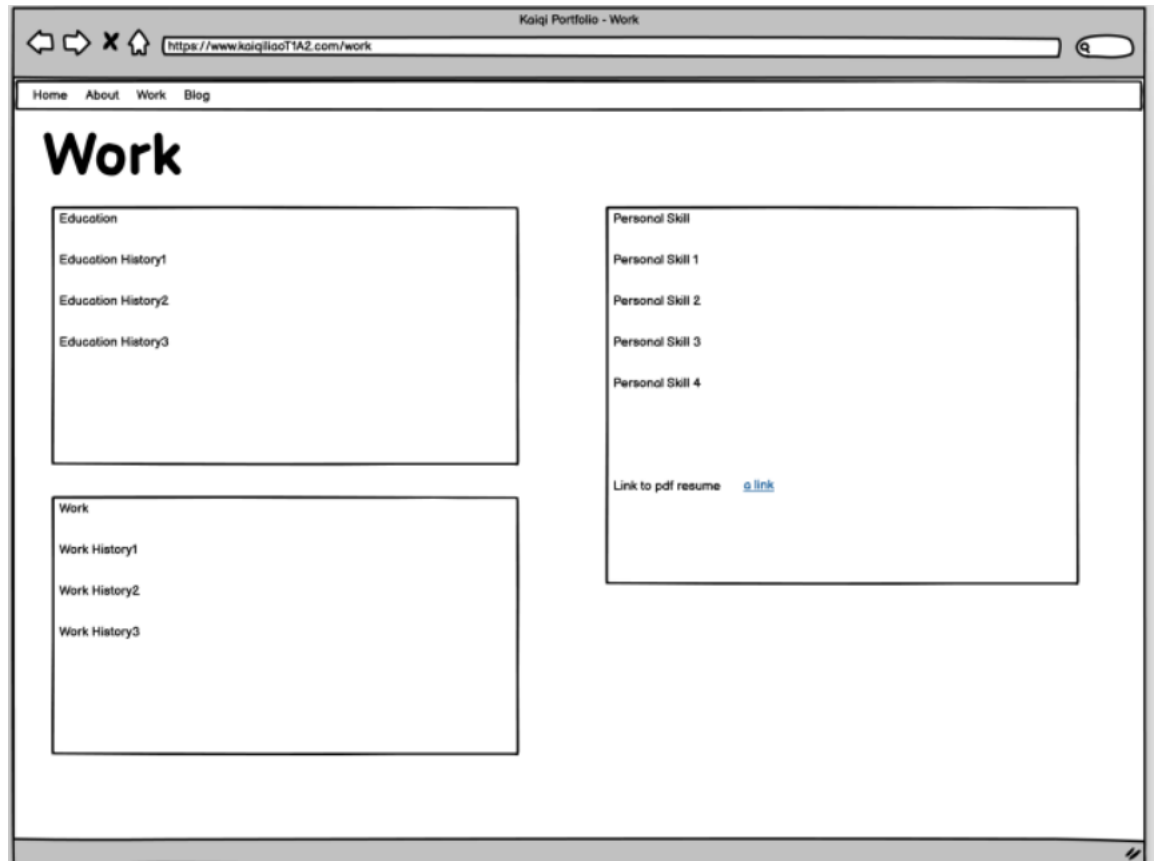 Kaiqi Portfolio - Work
https://www.kaiqiliaoT1A2.com/work
Home About Work Blog
Work
Education
Education History1
Education History2
Education History3
Work
Work History1
Work History2
Work History3
Personal Skill
Personal Skill 1
Personal Skill 2
Personal Skill 3
Personal Skill 4
Link to pdf resume a link